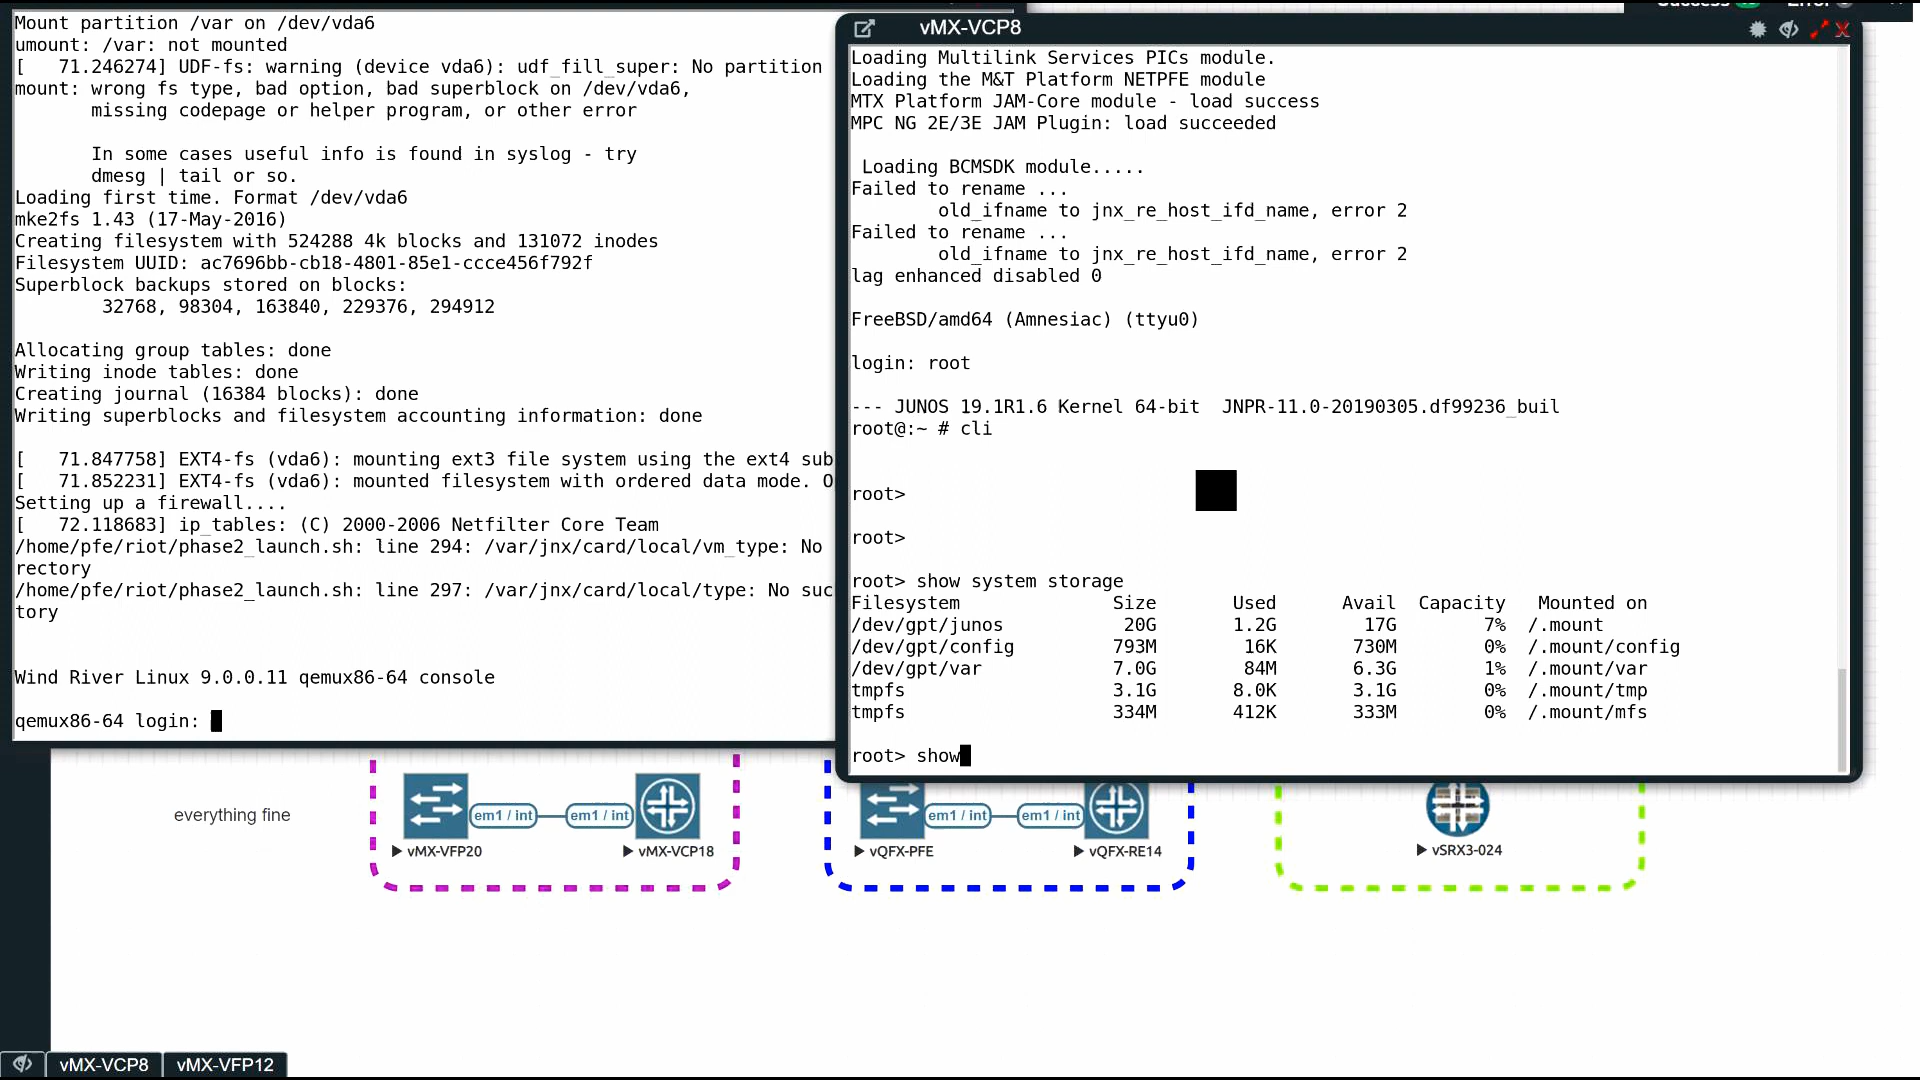 Mount partition /var on /dev/vda6
umount: /var: not mounted
[   71.246274] UDF-fs: warning (device vda6): udf_fill_super: No partition
mount: wrong fs type, bad option, bad superblock on /dev/vda6,
       missing codepage or helper program, or other error
       In some cases useful info is found in syslog - try
       dmesg | tail or so.
Loading first time. Format /dev/vda6
mke2fs 1.43 (17-May-2016)
Creating filesystem with 524288 4k blocks and 131072 inodes
Filesystem UUID: ac7696bb-cb18-4801-85e1-ccce456f792f
Superblock backups stored on blocks:
        32768, 98304, 163840, 229376, 294912
Allocating group tables: done
Writing inode tables: done
Creating journal (16384 blocks): done
Writing superblocks and filesystem accounting information: done
[   71.847758] EXT4-fs (vda6): mounting ext3 file system using the ext4 sub
[   71.852231] EXT4-fs (vda6): mounted filesystem with ordered data mode. O
Setting up a firewall....
[   72.118683] ip_tables: (C) 2000-2006 Netfilter Core Team
/home/pfe/riot/phase2_launch.sh: line 294: /var/jnx/card/local/vm_type: No
rectory
/home/pfe/riot/phase2_launch.sh: line 297: /var/jnx/card/local/type: No suc
tory
Wind River Linux 9.0.0.11 qemux86-64 console
qemux86-64 login:
vMX-VCP8
Loading Multilink Services PICs module.
Loading the M&T Platform NETPFE module
MTX Platform JAM-Core module - load success
MPC NG 2E/3E JAM Plugin: load succeeded
 Loading BCMSDK module.....
Failed to rename ...
        old_ifname to jnx_re_host_ifd_name, error 2
Failed to rename ...
        old_ifname to jnx_re_host_ifd_name, error 2
lag enhanced disabled 0
FreeBSD/amd64 (Amnesiac) (ttyu0)
login: root
--- JUNOS 19.1R1.6 Kernel 64-bit  JNPR-11.0-20190305.df99236_buil
root@:~ # cli
root>
root>
root> show system storage
Filesystem              Size       Used      Avail  Capacity   Mounted on
/dev/gpt/junos           20G       1.2G        17G        7%  /.mount
/dev/gpt/config         793M        16K       730M        0%  /.mount/config
/dev/gpt/var            7.0G        84M       6.3G        1%  /.mount/var
tmpfs                   3.1G       8.0K       3.1G        0%  /.mount/tmp
tmpfs                   334M       412K       333M        0%  /.mount/mfs
root> show
everything fine
em1 / int em1 / int
vMX-VFP20 vMX-VCP18
em1 / int em1 / int
vQFX-PFE vQFX-RE14
vSRX3-024
vMX-VCP8 vMX-VFP12